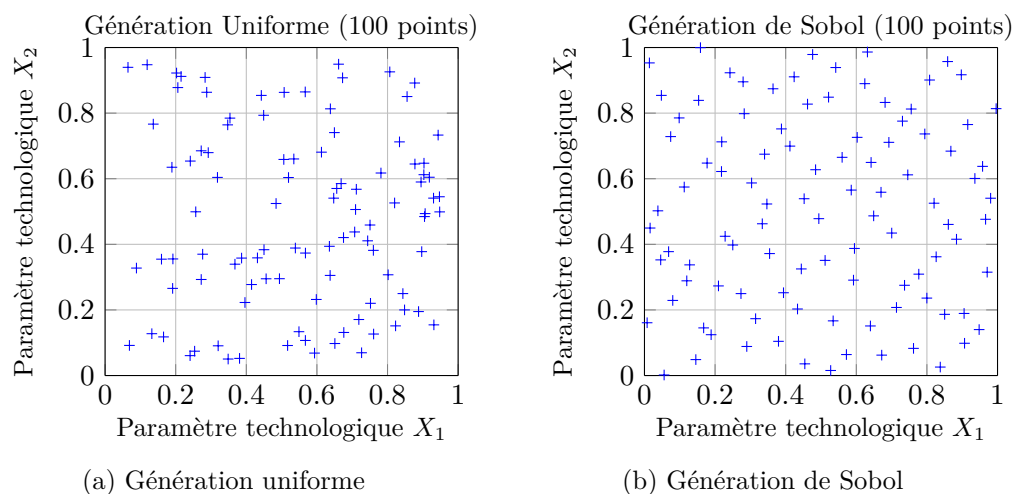 Génération Uniforme (100 points)
1
0.8
0.6
0.4
0.2
0
Paramètre technologique X₂
0 0.2 0.4 0.6 0.8 1
Paramètre technologique X₁
(a) Génération uniforme
Génération de Sobol (100 points)
1
0.8
0.6
0.4
0.2
0
Paramètre technologique X₂
0 0.2 0.4 0.6 0.8 1
Paramètre technologique X₁
(b) Génération de Sobol